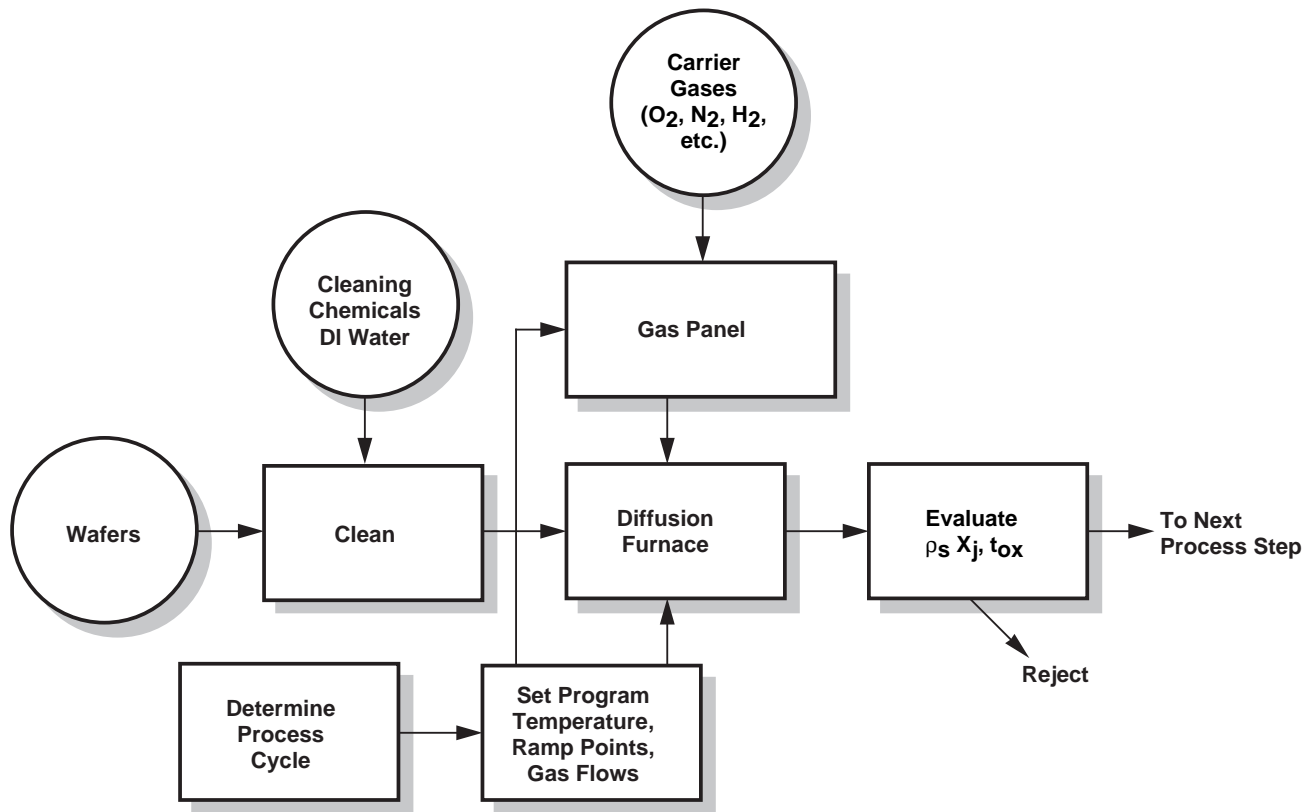 Carrier
Gases
(O2, N2, H2,
etc.)
Cleaning
Chemicals
DI Water
Gas Panel
Wafers
Clean
Diffusion
Furnace
Evaluate
ρs Xj, tox
To Next
Process Step
Reject
Determine
Process
Cycle
Set Program
Temperature,
Ramp Points,
Gas Flows